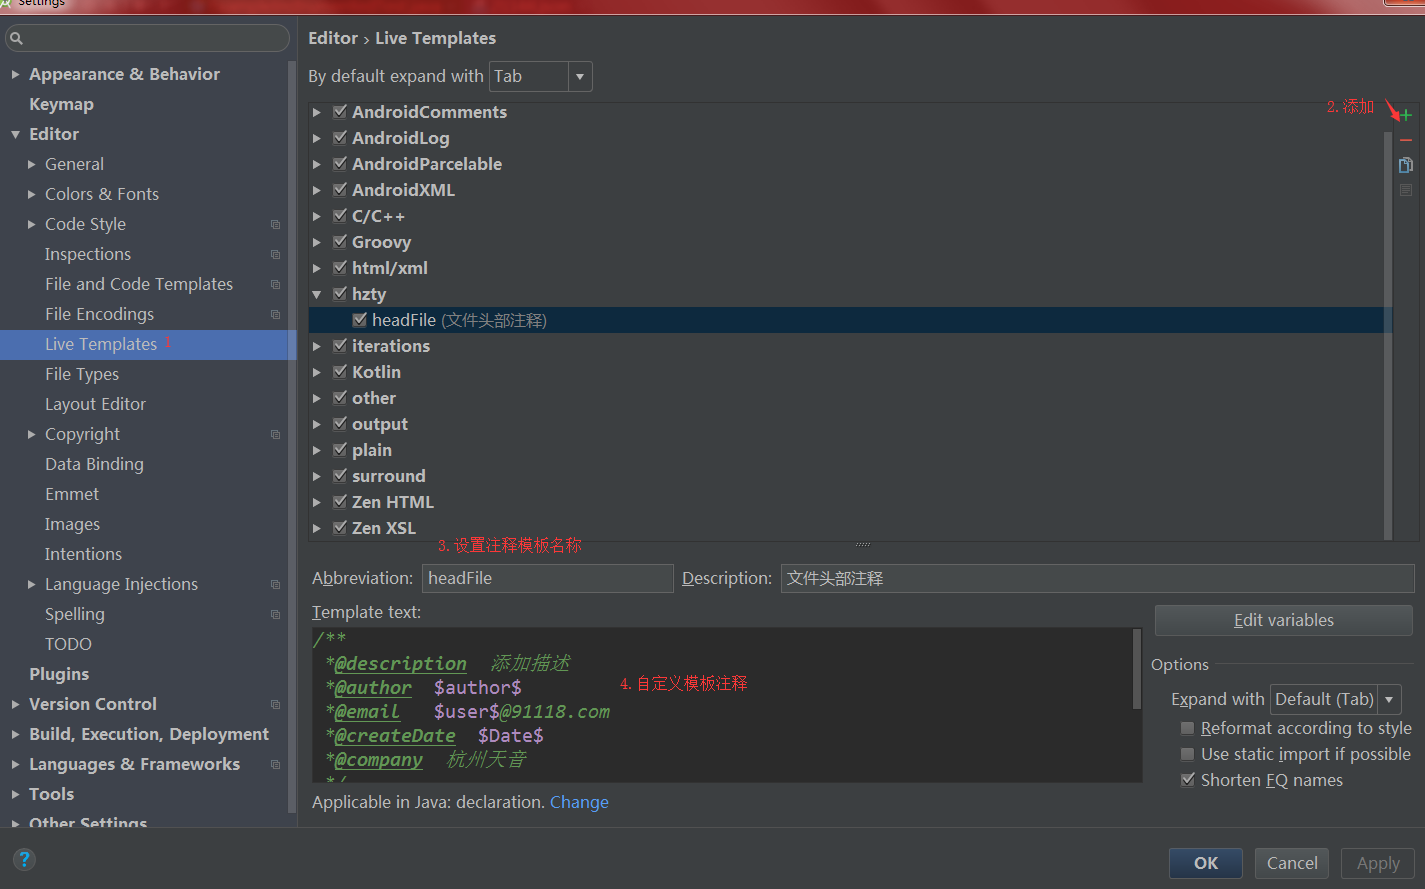 Settings
Appearance & Behavior
Keymap
Editor
General
Colors & Fonts
Code Style
Inspections
File and Code Templates
File Encodings
Live Templates 1
File Types
Layout Editor
Copyright
Data Binding
Emmet
Images
Intentions
Language Injections
Spelling
TODO
Plugins
Version Control
Build, Execution, Deployment
Languages & Frameworks
Tools
Other Settings
Editor › Live Templates
By default expand with Tab
2. 添加
AndroidComments
AndroidLog
AndroidParcelable
AndroidXML
C/C++
Groovy
html/xml
hzty
headFile (文件头部注释)
iterations
Kotlin
other
output
plain
surround
Zen HTML
Zen XSL
3. 设置注释模板名称
Abbreviation: headFile Description: 文件头部注释
Template text:
/**
*@description 添加描述
*@author $author$
*@email $user$@91118.com
*@createDate $Date$
*@company 杭州天音
*/
4. 自定义模板注释
Edit variables
Options
Expand with Default (Tab)
Reformat according to style
Use static import if possible
Shorten EQ names
Applicable in Java: declaration. Change
?
OK Cancel Apply